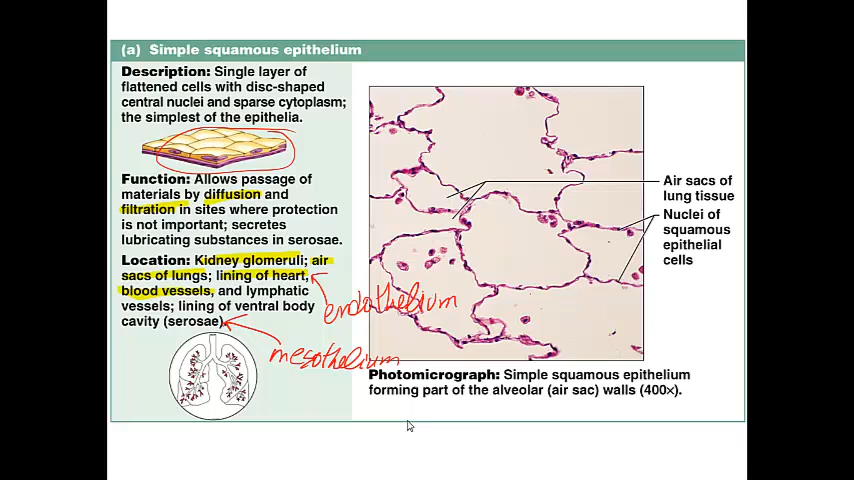 (a) Simple squamous epithelium
Description: Single layer of
flattened cells with disc-shaped
central nuclei and sparse cytoplasm;
the simplest of the epithelia.
Function: Allows passage of
materials by diffusion and
filtration in sites where protection
is not important; secretes
lubricating substances in serosae.
Location: Kidney glomeruli; air
sacs of lungs; lining of heart,
blood vessels, and lymphatic
vessels; lining of ventral body
cavity (serosae).
endothelium
mesothelium
Air sacs of
lung tissue
Nuclei of
squamous
epithelial
cells
Photomicrograph: Simple squamous epithelium
forming part of the alveolar (air sac) walls (400×).